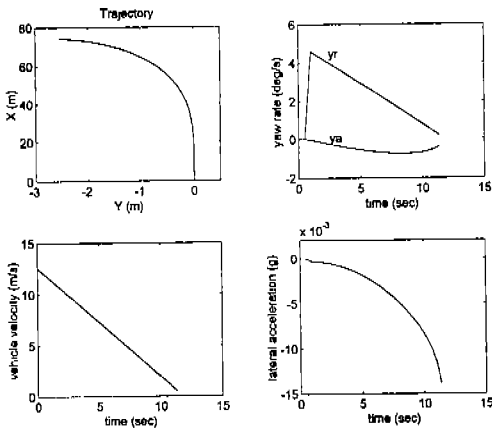 Trajectory
80
60
40
20
0
X (m)
-3
-2
-1
0
1
Y (m)
6
4
2
0
-2
yaw rate (deg/s)
yr
ya
0
5
10
15
time (sec)
15
10
5
0
vehicle velocity (m/s)
0
5
10
15
time (sec)
x 10⁻³
0
-5
-10
-15
lateral acceleration (g)
0
5
10
15
time (sec)